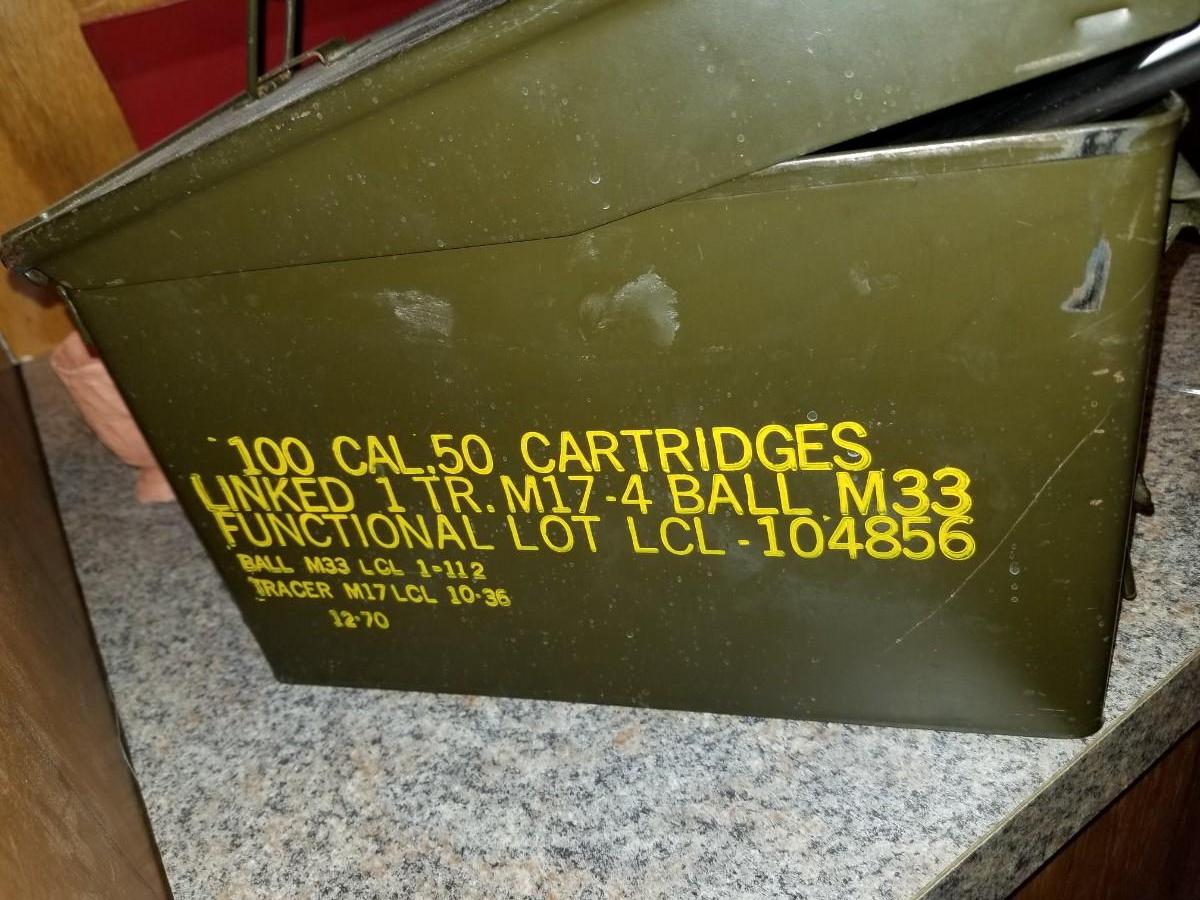 100 CAL.50 CARTRIDGES
LINKED 1 TR. M17-4 BALL M33
FUNCTIONAL LOT LCL-104856
BALL M33 LCL 1-112
TRACER M17 LCL 10-36
12-70